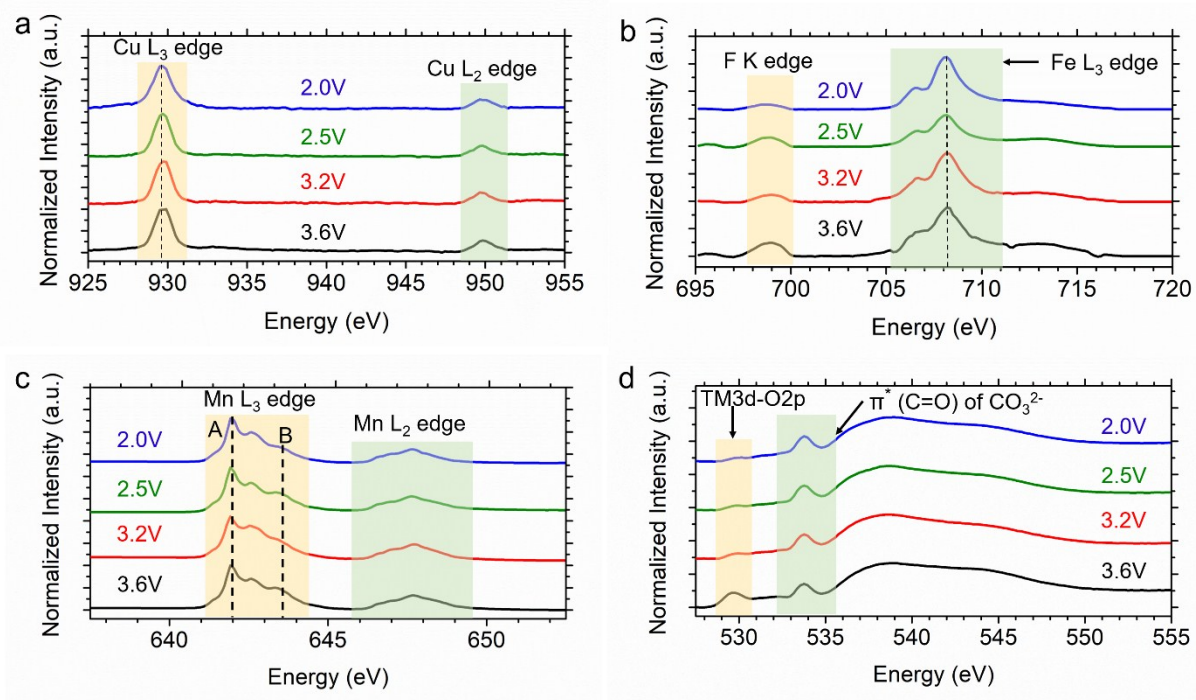 a
Cu L3 edge
Cu L2 edge
2.0V
2.5V
3.2V
3.6V
Normalized Intensity (a.u.)
925 930 935 940 945 950 955
Energy (eV)
b
F K edge
Fe L3 edge
2.0V
2.5V
3.2V
3.6V
Normalized Intensity (a.u.)
695 700 705 710 715 720
Energy (eV)
c
Mn L3 edge
Mn L2 edge
A
B
2.0V
2.5V
3.2V
3.6V
Normalized Intensity (a.u.)
640 645 650
Energy (eV)
d
TM3d-O2p
π* (C=O) of CO32-
2.0V
2.5V
3.2V
3.6V
Normalized Intensity (a.u.)
530 535 540 545 550 555
Energy (eV)